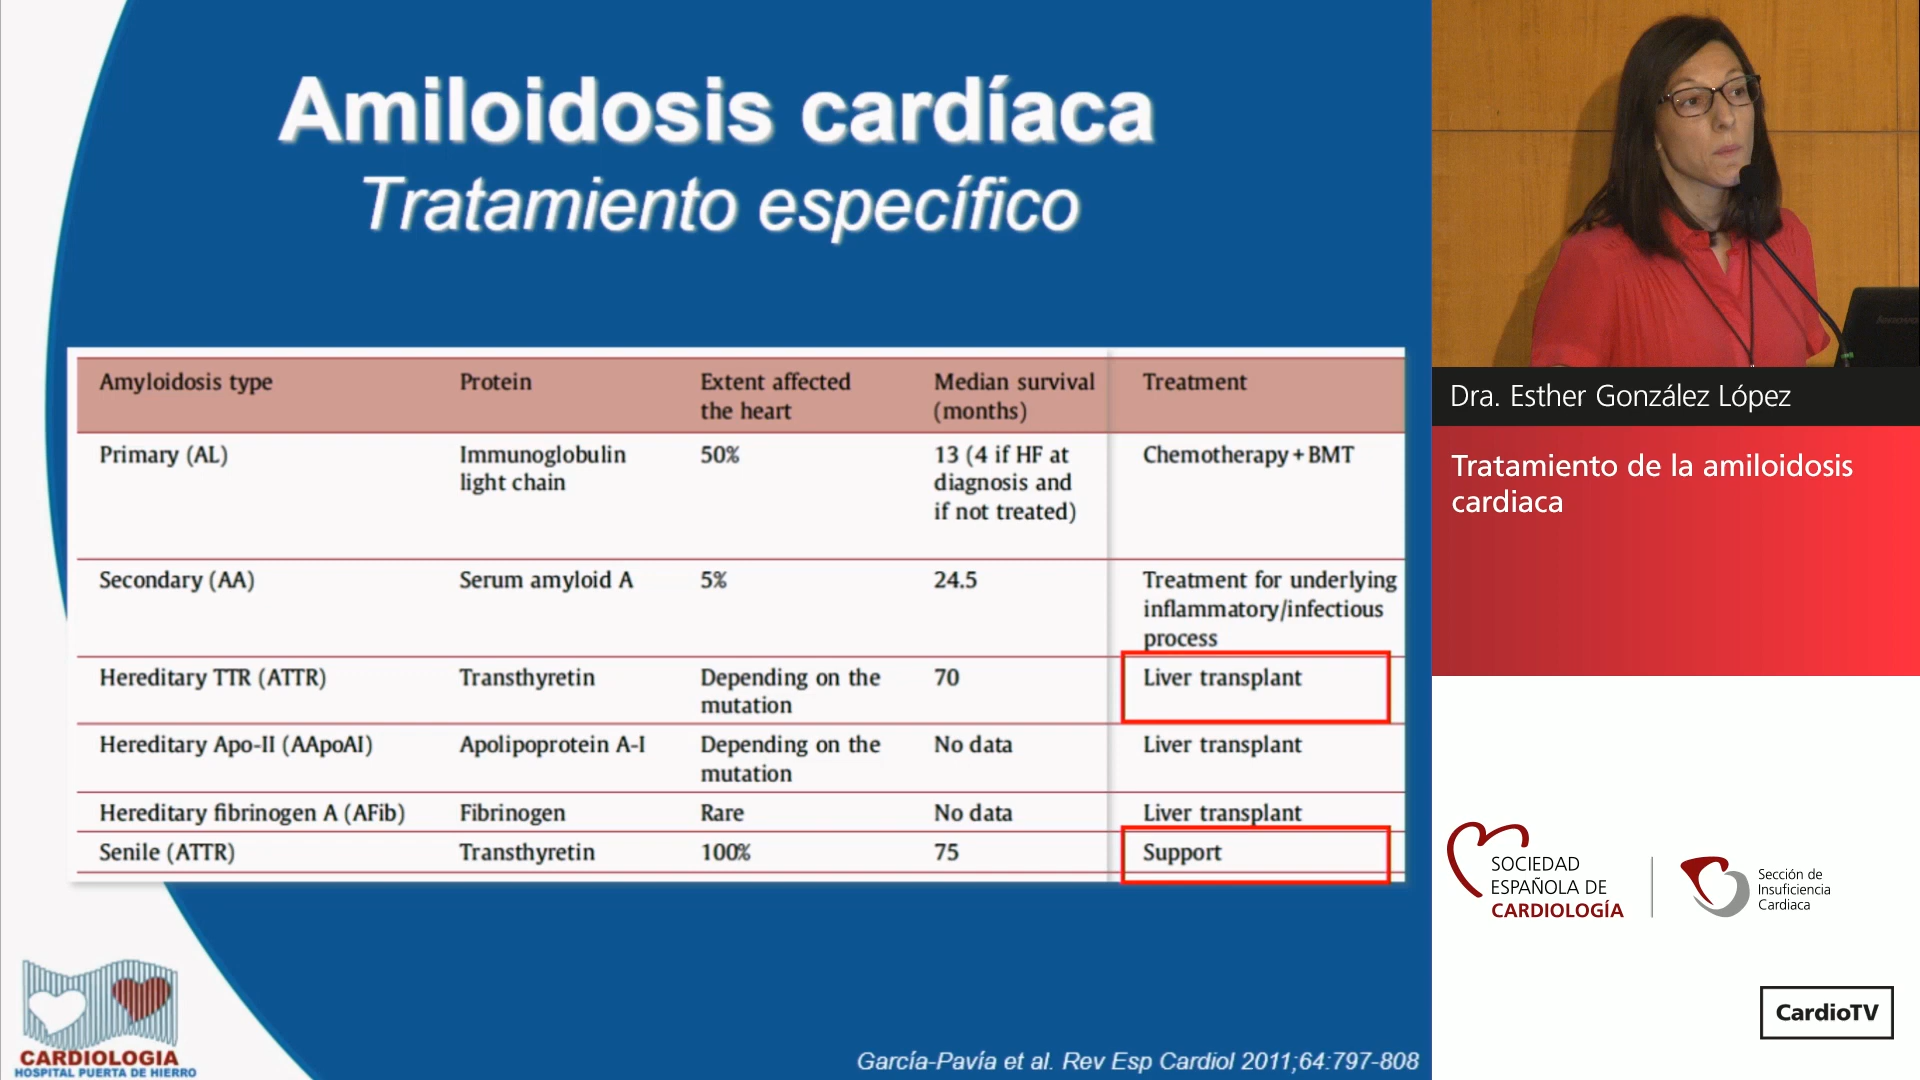 Amiloidosis cardíaca
Tratamiento específico
Amyloidosis type Protein Extent affected the heart Median survival (months) Treatment
Primary (AL) Immunoglobulin light chain 50% 13 (4 if HF at diagnosis and if not treated) Chemotherapy + BMT
Secondary (AA) Serum amyloid A 5% 24.5 Treatment for underlying inflammatory/infectious process
Hereditary TTR (ATTR) Transthyretin Depending on the mutation 70 Liver transplant
Hereditary Apo-II (AApoAI) Apolipoprotein A-I Depending on the mutation No data Liver transplant
Hereditary fibrinogen A (AFib) Fibrinogen Rare No data Liver transplant
Senile (ATTR) Transthyretin 100% 75 Support
CARDIOLOGIA
HOSPITAL PUERTA DE HIERRO
García-Pavía et al. Rev Esp Cardiol 2011;64:797-808
lenovo
Dra. Esther González López
Tratamiento de la amiloidosis
cardiaca
SOCIEDAD
ESPAÑOLA DE
CARDIOLOGÍA
Sección de
Insuficiencia
Cardiaca
CardioTV